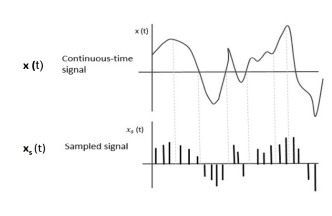 x (t)
x (t)
Continuous-time
signal
xₛ (t)
xₛ (t)
Sampled signal